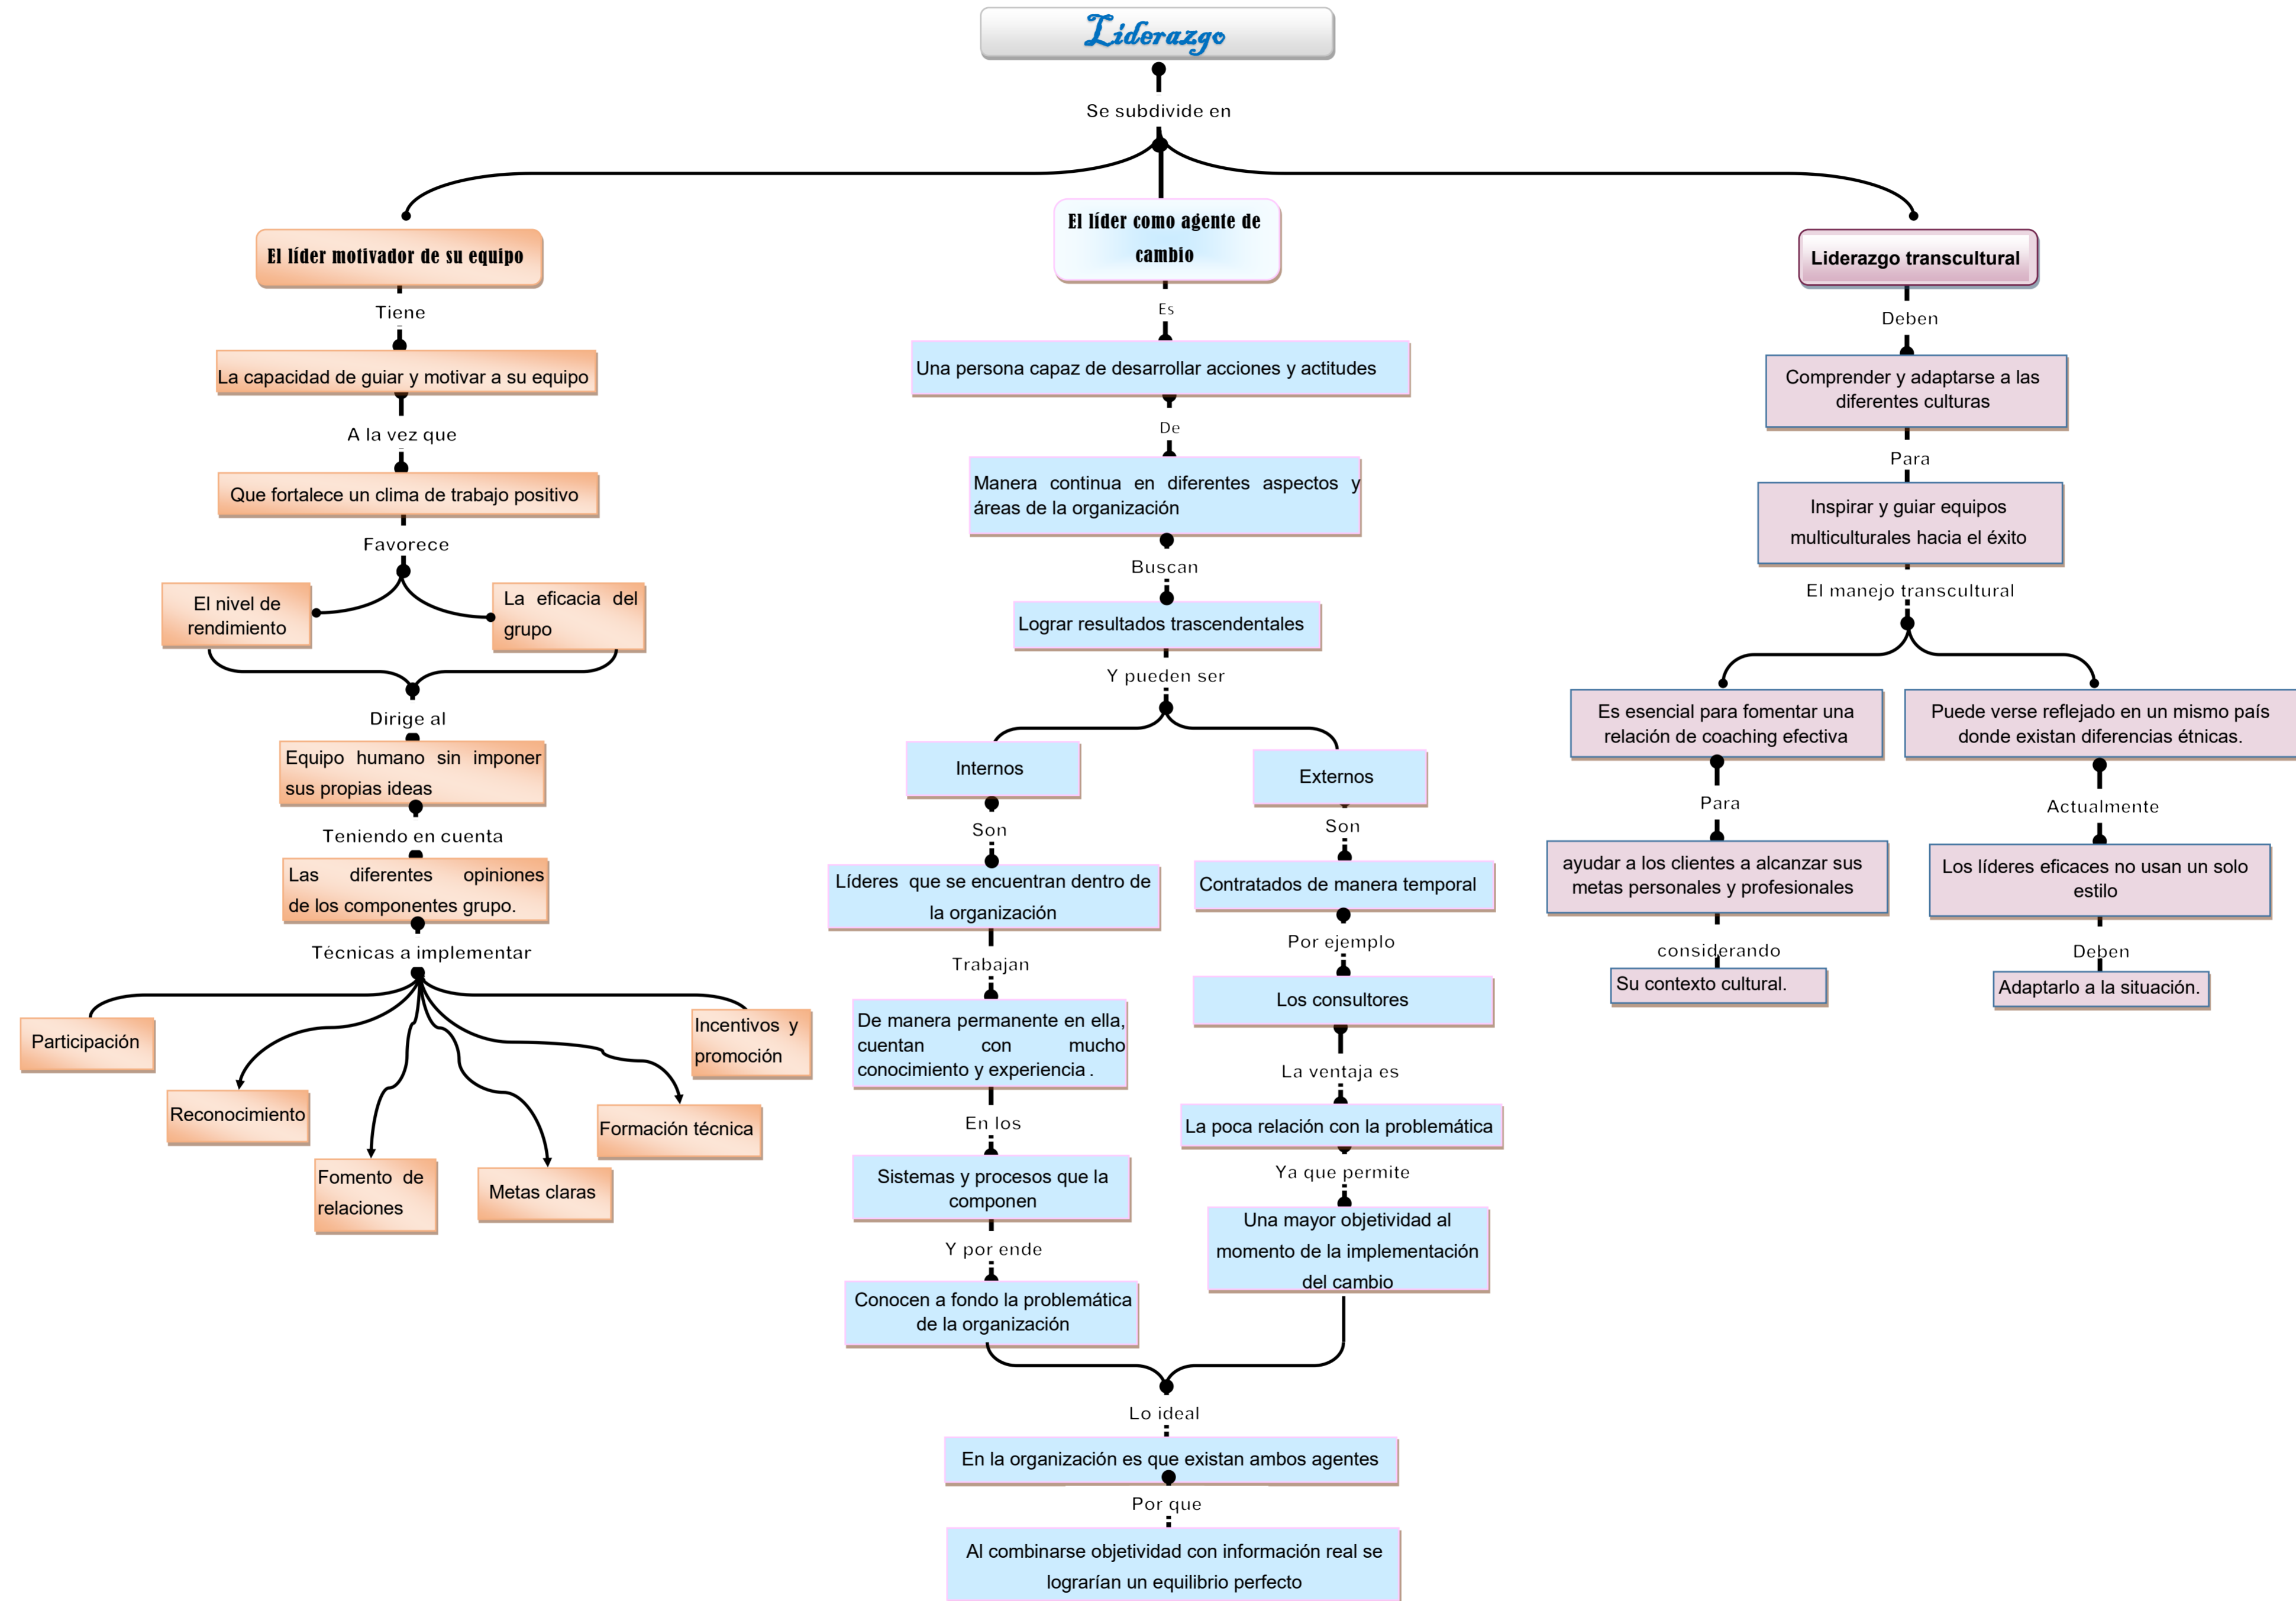 Liderazgo
Se subdivide en
El líder motivador de su equipo
Tiene
La capacidad de guiar y motivar a su equipo
A la vez que
Que fortalece un clima de trabajo positivo
Favorece
El nivel de
rendimiento
La eficacia del
grupo
Dirige al
Equipo humano sin imponer
sus propias ideas
Teniendo en cuenta
Las diferentes opiniones
de los componentes grupo.
Técnicas a implementar
Participación
Reconocimiento
Fomento de
relaciones
Metas claras
Formación técnica
Incentivos y
promoción
El líder como agente de
cambio
Es
Una persona capaz de desarrollar acciones y actitudes
De
Manera continua en diferentes aspectos y
áreas de la organización
Buscan
Lograr resultados trascendentales
Y pueden ser
Internos
Son
Líderes que se encuentran dentro de
la organización
Trabajan
De manera permanente en ella,
cuentan con mucho
conocimiento y experiencia .
En los
Sistemas y procesos que la
componen
Y por ende
Conocen a fondo la problemática
de la organización
Externos
Son
Contratados de manera temporal
Por ejemplo
Los consultores
La ventaja es
La poca relación con la problemática
Ya que permite
Una mayor objetividad al
momento de la implementación
del cambio
Lo ideal
En la organización es que existan ambos agentes
Por que
Al combinarse objetividad con información real se
lograrían un equilibrio perfecto
Liderazgo transcultural
Deben
Comprender y adaptarse a las
diferentes culturas
Para
Inspirar y guiar equipos
multiculturales hacia el éxito
El manejo transcultural
Es esencial para fomentar una
relación de coaching efectiva
Para
ayudar a los clientes a alcanzar sus
metas personales y profesionales
considerando
Su contexto cultural.
Puede verse reflejado en un mismo país
donde existan diferencias étnicas.
Actualmente
Los líderes eficaces no usan un solo
estilo
Deben
Adaptarlo a la situación.